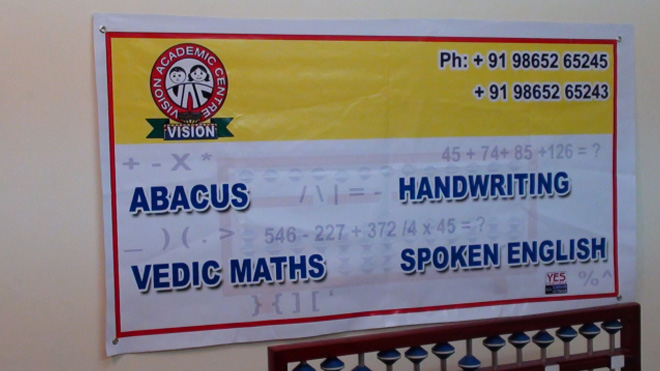 VISION ACADEMIC CENTRE
VAC
VISION
Ph: + 91 98652 65245
+ 91 98652 65243
+ - X *
45 + 74+ 85 +126 = ?
ABACUS
/ \ | = -
HANDWRITING
_ ) ( . >
546 - 227 + 372 /4 x 45 = ?
VEDIC MATHS
SPOKEN ENGLISH
YES
% ^
} { ] [ '